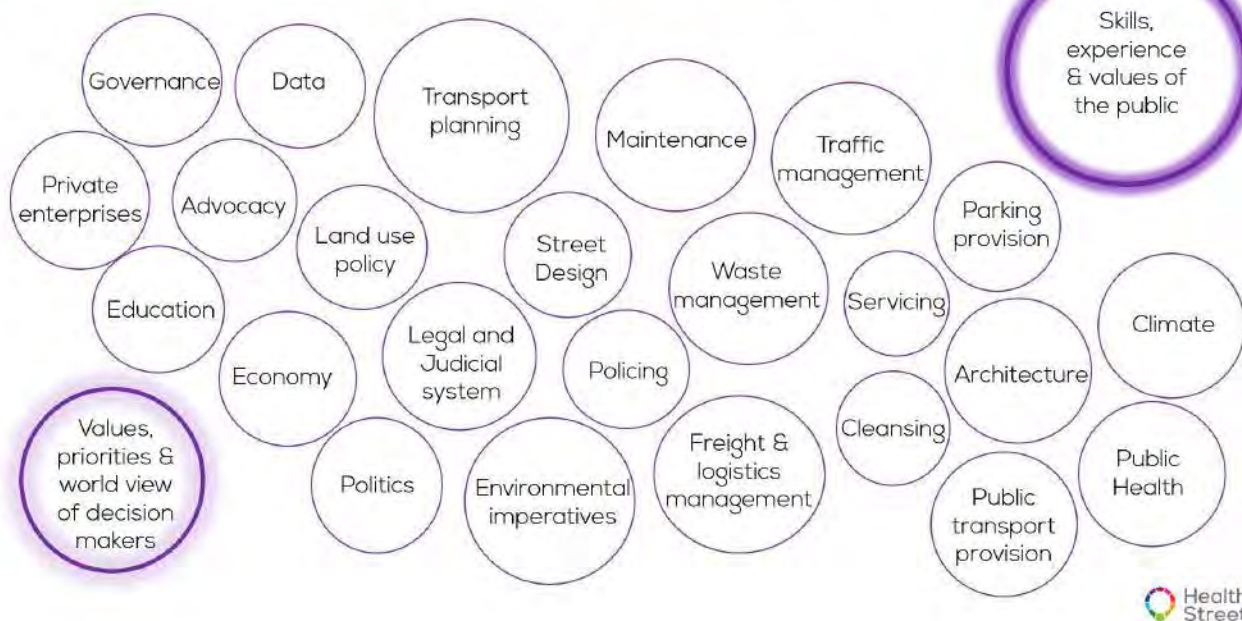 Governance
Data
Transport
planning
Maintenance
Traffic
management
Skills,
experience
& values of
the public
Private
enterprises
Advocacy
Land use
policy
Street
Design
Waste
management
Parking
provision
Servicing
Education
Economy
Legal and
Judicial
system
Policing
Architecture
Climate
Values,
priorities &
world view
of decision
makers
Politics
Environmental
imperatives
Freight &
logistics
management
Cleansing
Public
transport
provision
Public
Health
Health
Street